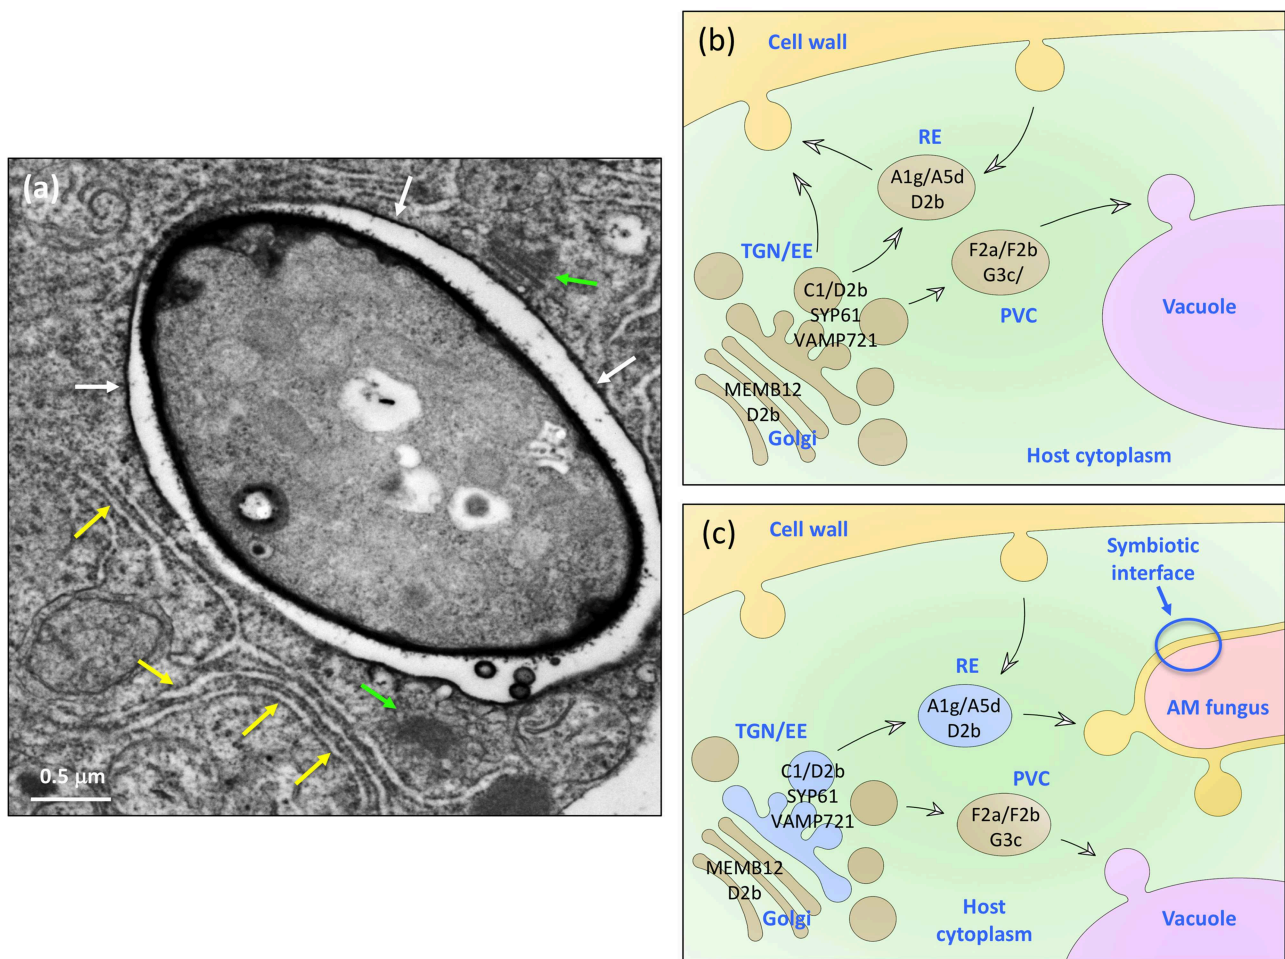 (a)
0.5 µm
(b)
Cell wall
RE
A1g/A5d
D2b
TGN/EE
F2a/F2b
G3c/
C1/D2b
SYP61
VAMP721
PVC
Vacuole
MEMB12
D2b
Golgi
Host cytoplasm
(c)
Cell wall
Symbiotic
interface
RE
A1g/A5d
D2b
AM fungus
TGN/EE
C1/D2b
SYP61
VAMP721
PVC
F2a/F2b
G3c
MEMB12
D2b
Golgi
Host
cytoplasm
Vacuole